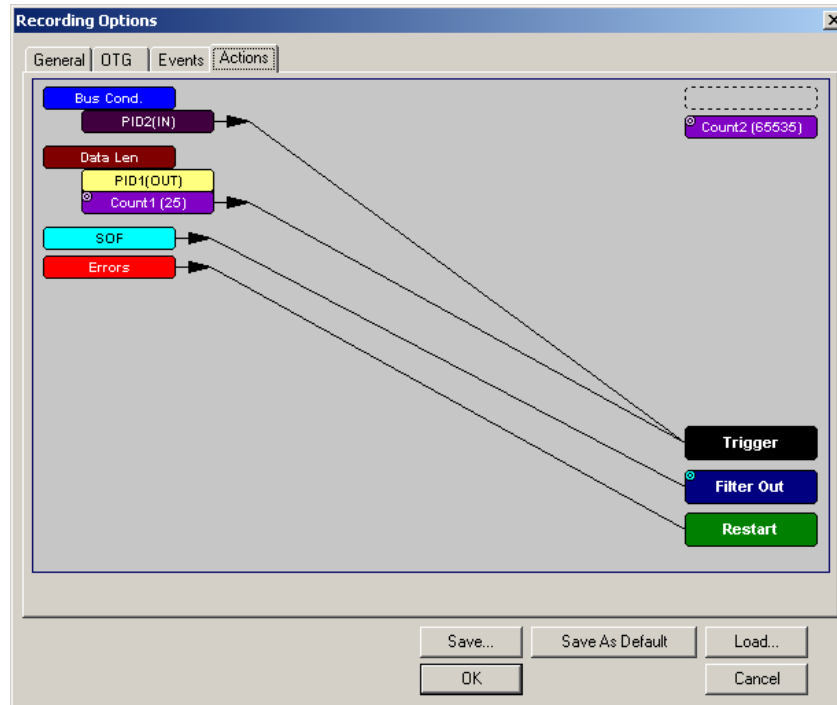 Recording Options
General OTG Events Actions
Bus Cond.
PID2(IN)
Count2 (65535)
Data Len
PID1(OUT)
Count1 (25)
SOF
Errors
Trigger
Filter Out
Restart
Save... Save As Default Load...
OK Cancel